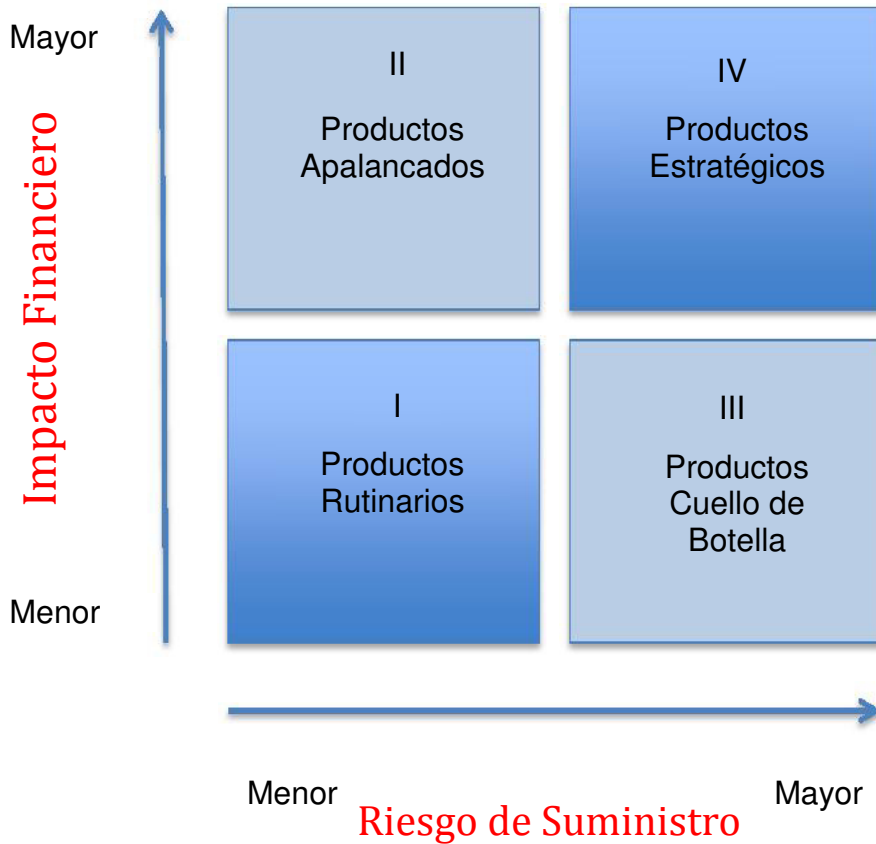 Mayor
Impacto Financiero
Menor
II
Productos
Apalancados
IV
Productos
Estratégicos
I
Productos
Rutinarios
III
Productos
Cuello de
Botella
Menor
Mayor
Riesgo de Suministro